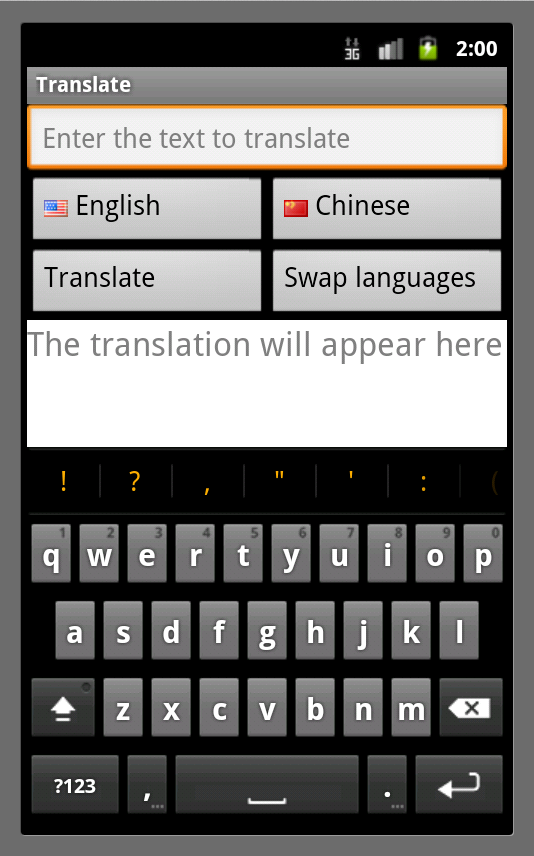 3G 2:00
Translate
Enter the text to translate
English Chinese
Translate Swap languages
The translation will appear here
! ? , " ' : (
1 2 3 4 5 6 7 8 9 0
q w e r t y u i o p
a s d f g h j k l
z x c v b n m
?123 , ... . ...